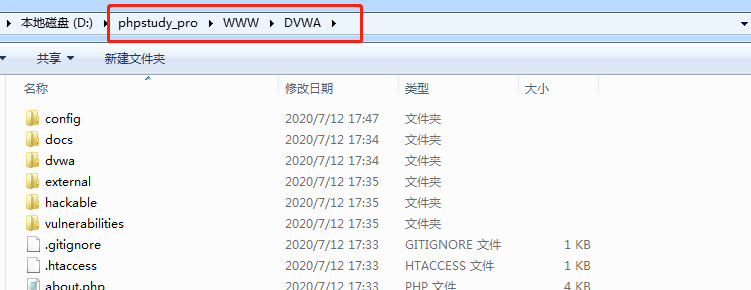 本地磁盘 (D:) phpstudy_pro WWW DVWA
共享 新建文件夹
名称 修改日期 类型 大小
config 2020/7/12 17:47 文件夹
docs 2020/7/12 17:34 文件夹
dvwa 2020/7/12 17:34 文件夹
external 2020/7/12 17:35 文件夹
hackable 2020/7/12 17:35 文件夹
vulnerabilities 2020/7/12 17:35 文件夹
.gitignore 2020/7/12 17:33 GITIGNORE 文件 1 KB
.htaccess 2020/7/12 17:33 HTACCESS 文件 1 KB
about.php 2020/7/12 17:33 PHP 文件 4 KB